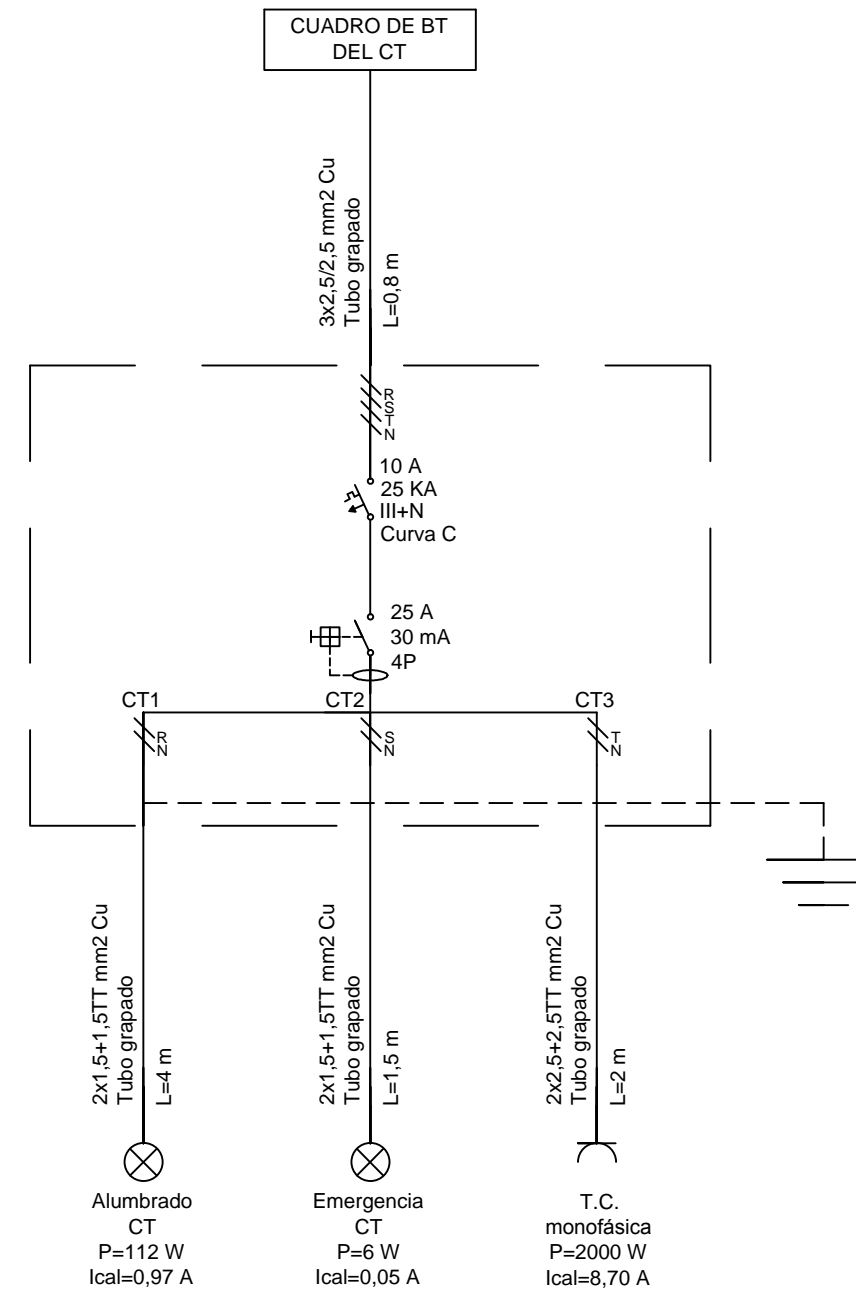 CUADRO DE BT
DEL CT
3x2,5/2,5 mm2 Cu
Tubo grapado
L=0,8 m
R
S
T
N
10 A
25 KA
III+N
Curva C
25 A
30 mA
4P
CT1
CT2
CT3
R
N
S
N
T
N
2x1,5+1,5TT mm2 Cu
Tubo grapado
L=4 m
2x1,5+1,5TT mm2 Cu
Tubo grapado
L=1,5 m
2x2,5+2,5TT mm2 Cu
Tubo grapado
L=2 m
Alumbrado
CT
P=112 W
Ical=0,97 A
Emergencia
CT
P=6 W
Ical=0,05 A
T.C.
monofásica
P=2000 W
Ical=8,70 A